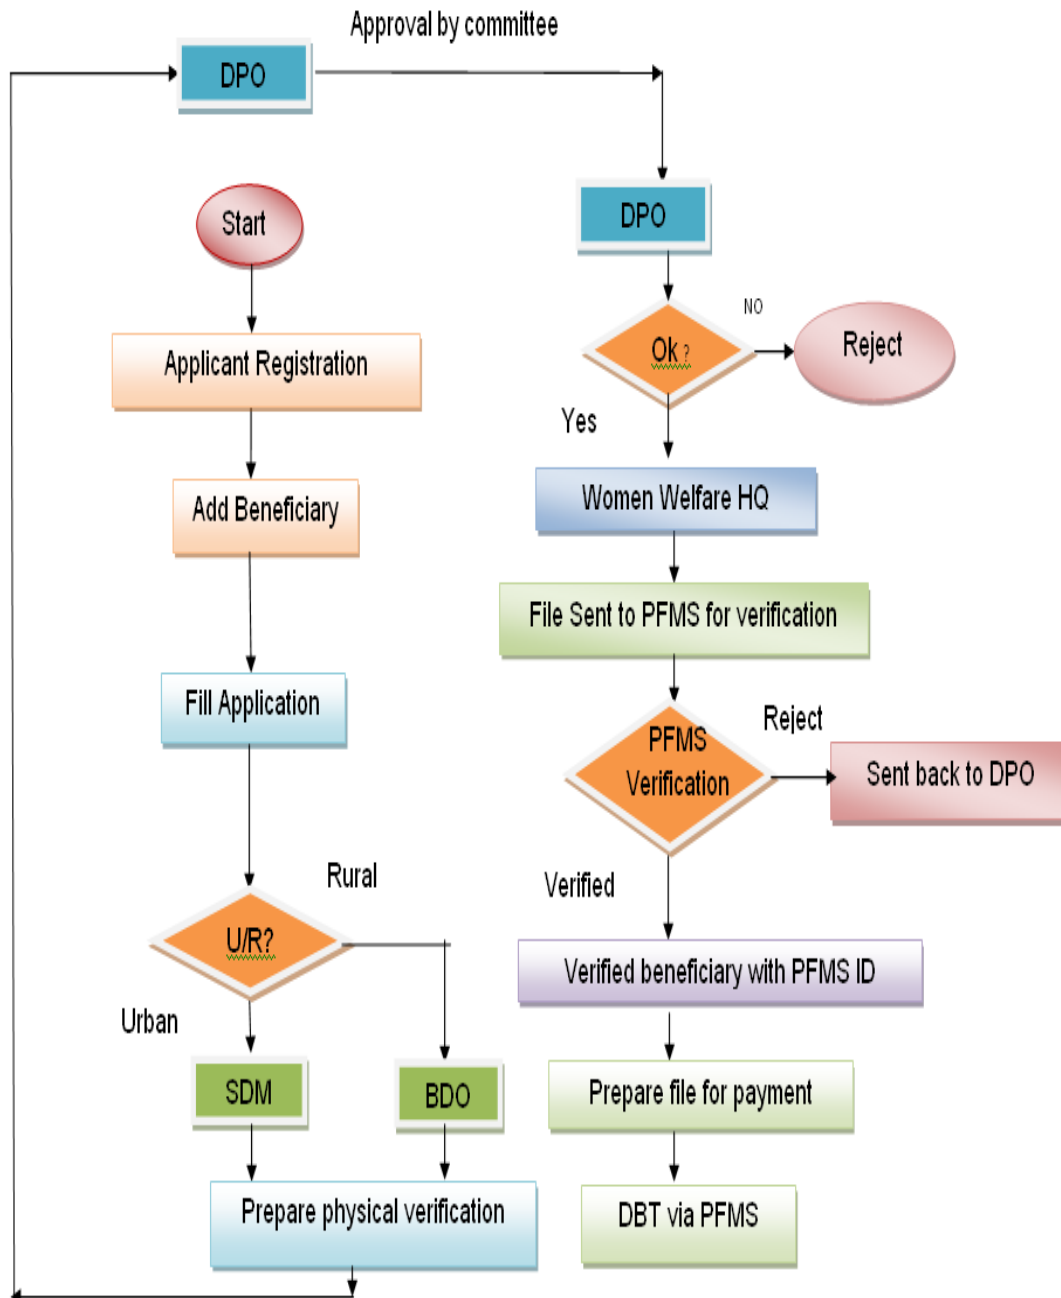 Approval by committee
DPO
DPO
Start
Ok ?
NO
Reject
Applicant Registration
Yes
Add Beneficiary
Women Welfare HQ
File Sent to PFMS for verification
Fill Application
PFMS
Verification
Reject
Sent back to DPO
Rural
Verified
U/R?
Verified beneficiary with PFMS ID
Urban
SDM
BDO
Prepare file for payment
Prepare physical verification
DBT via PFMS